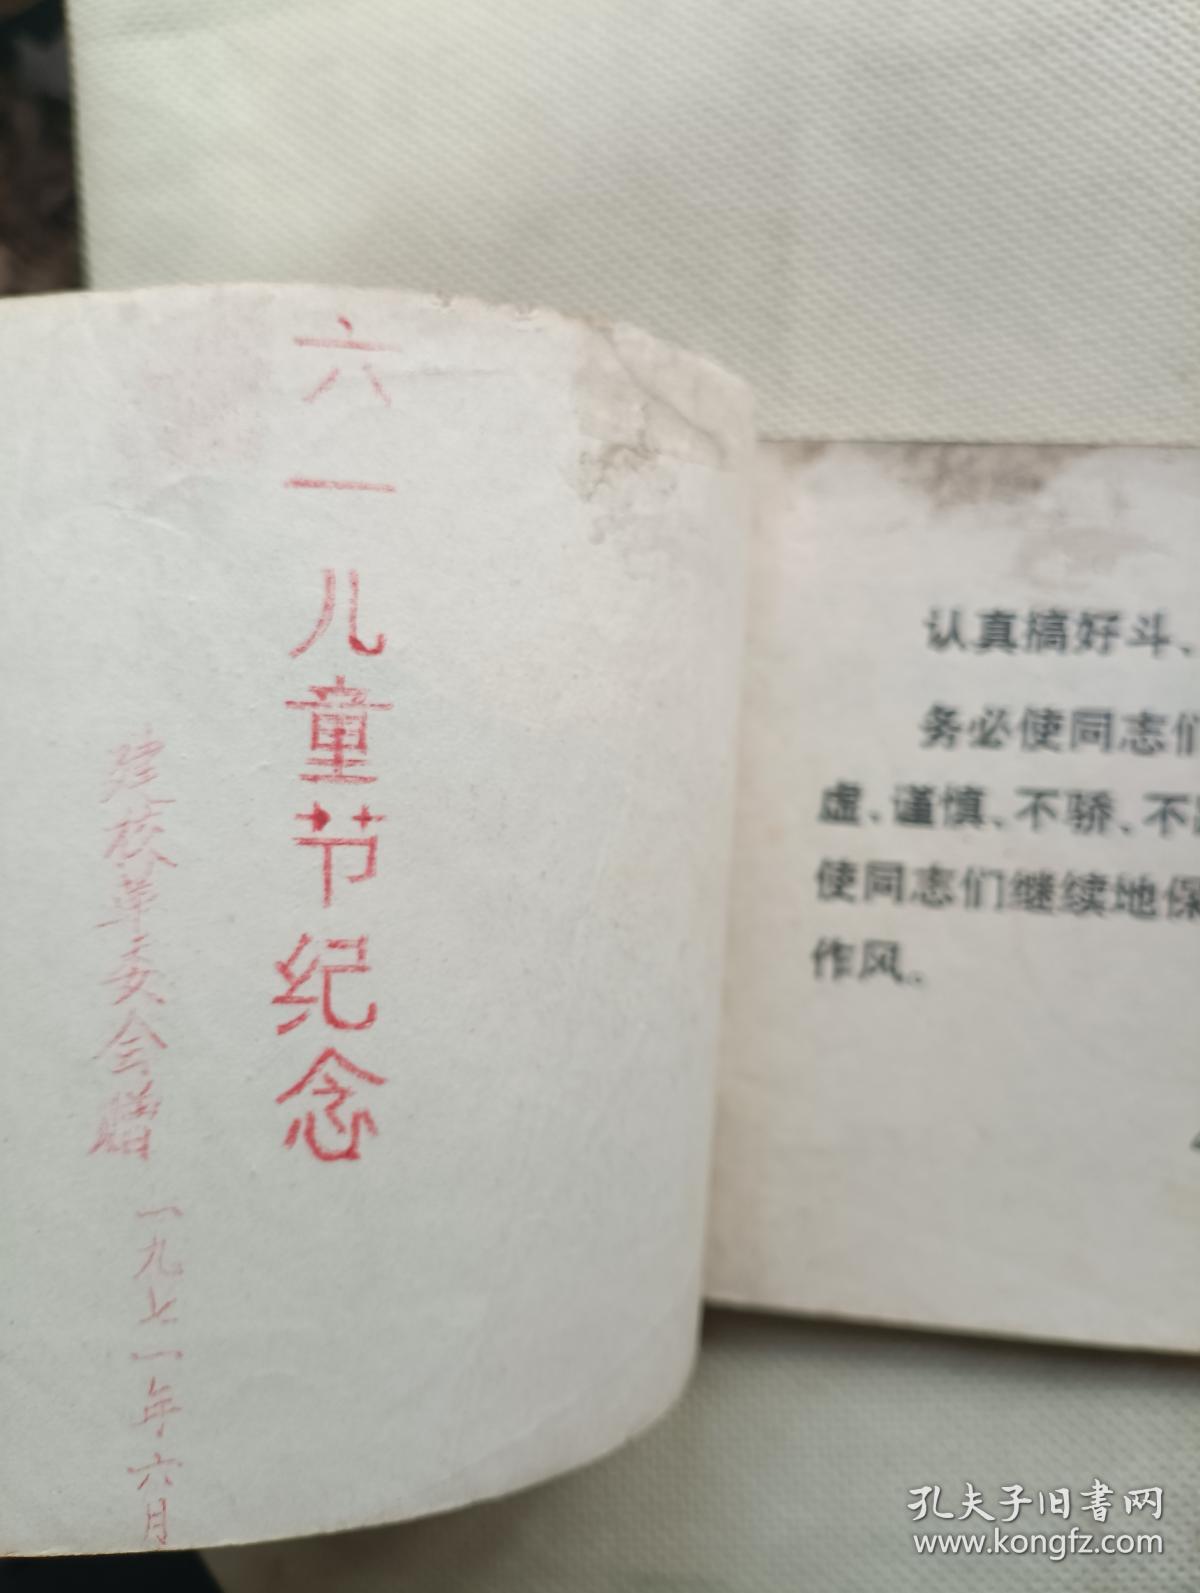 六一儿童节纪念
建校革委会赠
一九七一年六月
认真搞好斗、
务必使同志们
虚、谨慎、不骄、不
使同志们继续地保
作风。
孔夫子旧书网
www.kongfz.com